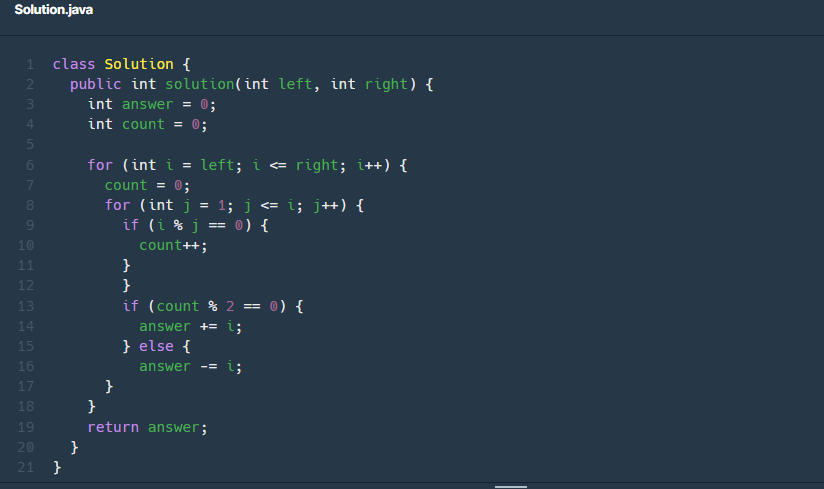 Solution.java
1 class Solution {
2 public int solution(int left, int right) {
3 int answer = 0;
4 int count = 0;
5
6 for (int i = left; i <= right; i++) {
7 count = 0;
8 for (int j = 1; j <= i; j++) {
9 if (i % j == 0) {
10 count++;
11 }
12 }
13 if (count % 2 == 0) {
14 answer += i;
15 } else {
16 answer -= i;
17 }
18 }
19 return answer;
20 }
21 }